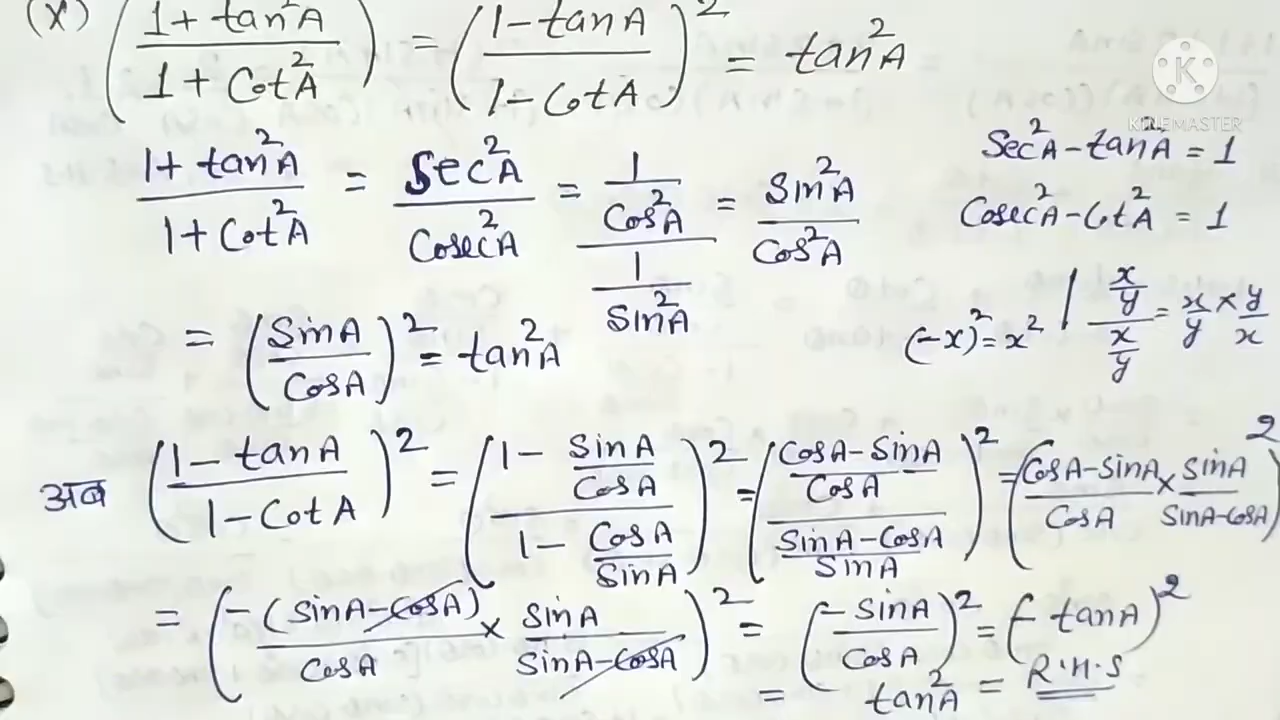 (x) ((1+tan²A)/(1+Cot²A)) = ((1-tanA)/(1-CotA))² = tan²A
KINEMASTER
Sec²A-tan²A = 1
Cosec²A-Cot²A = 1
(1+tan²A)/(1+Cot²A) = Sec²A/Cosec²A = (1/Cos²A)/(1/Sin²A) = Sin²A/Cos²A
(-x)²=x² | (x/y)/(x/y) = x/y × y/x
= (SinA/CosA)² = tan²A
अब ((1-tanA)/(1-CotA))² = ((1-SinA/CosA)/(1-CosA/SinA))² = (((CosA-SinA)/CosA)/((SinA-CosA)/SinA))² = ((CosA-SinA)/CosA × SinA/(SinA-CosA))²
= (-(SinA-CosA)/CosA × SinA/(SinA-CosA))² = (-SinA/CosA)² = (-tanA)²
= tan²A = R.H.S